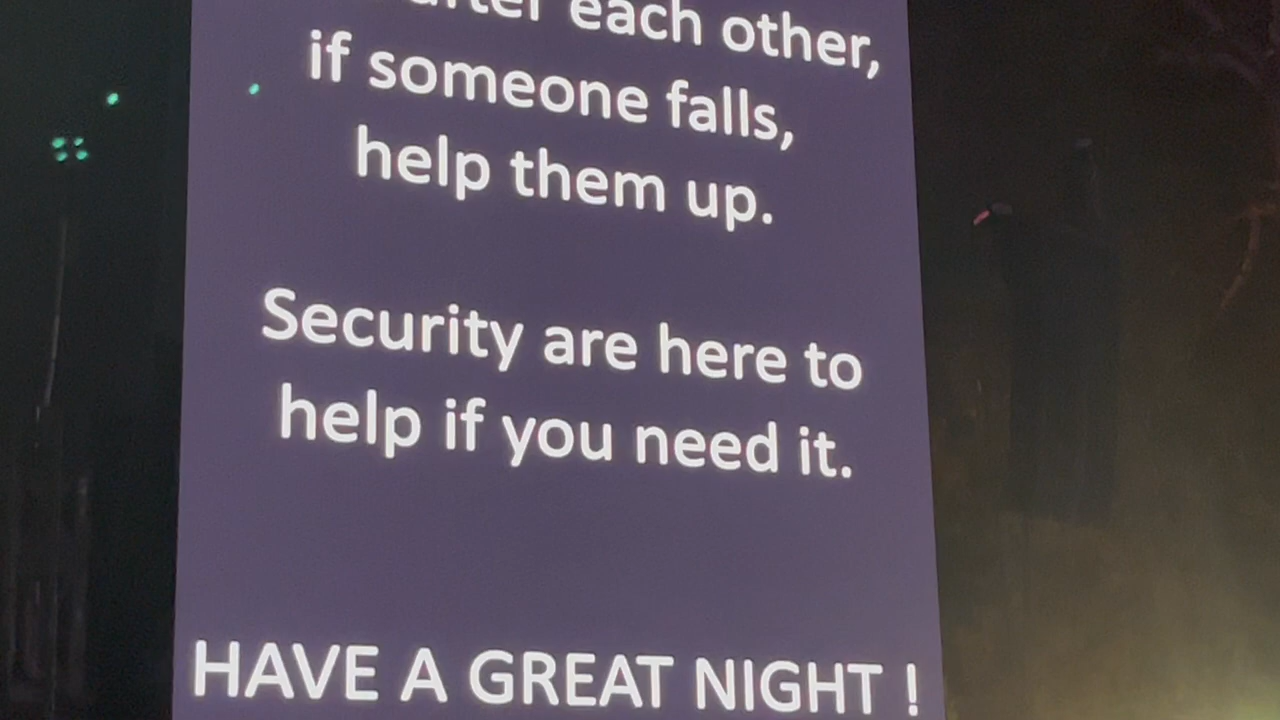 after each other,
if someone falls,
help them up.
Security are here to
help if you need it.
HAVE A GREAT NIGHT !